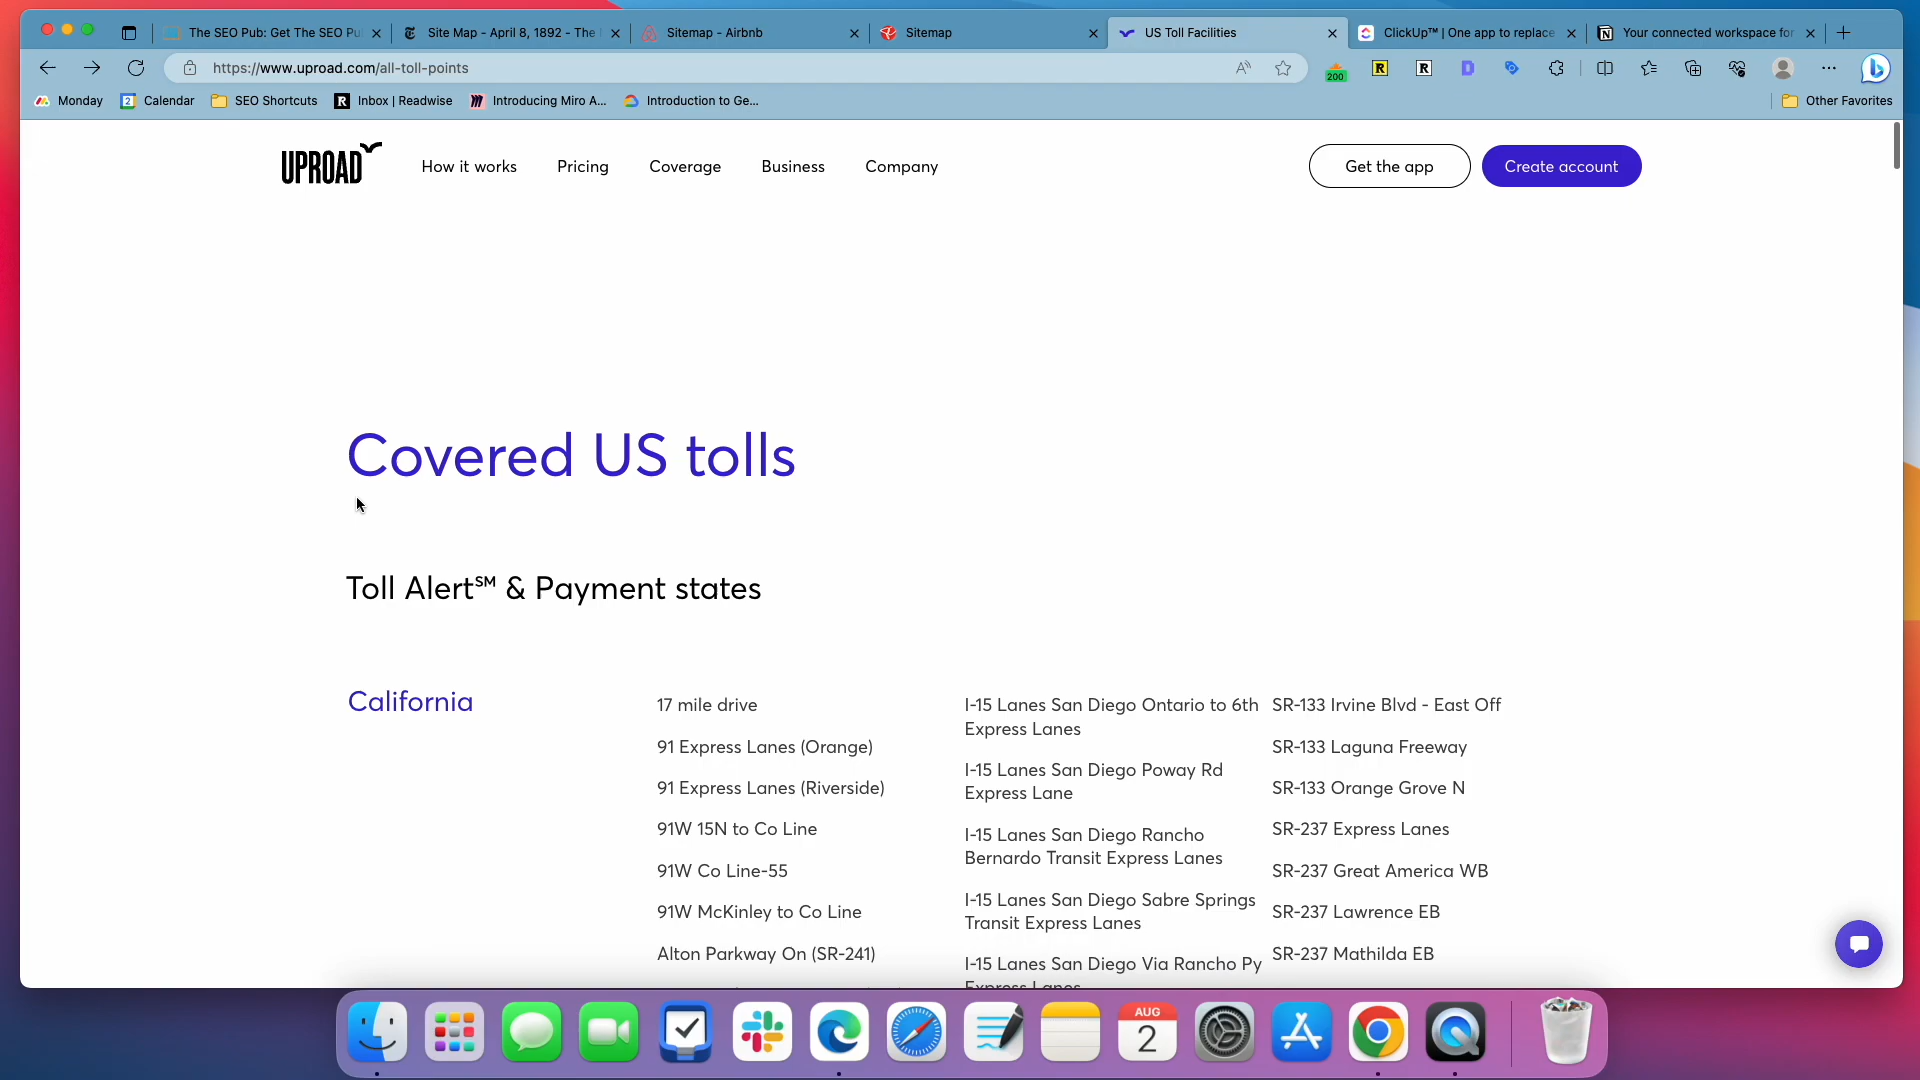 The SEO Pub: Get The SEO Pu
Site Map - April 8, 1892 - The
Sitemap - Airbnb
Sitemap
US Toll Facilities
ClickUp™ | One app to replace
Your connected workspace for
https://www.uproad.com/all-toll-points
200
R
R
D
Monday
2 Calendar
SEO Shortcuts
R Inbox | Readwise
Introducing Miro A...
Introduction to Ge...
Other Favorites
UPROAD
How it works
Pricing
Coverage
Business
Company
Get the app
Create account
Covered US tolls
Toll Alert℠ & Payment states
California
17 mile drive
91 Express Lanes (Orange)
91 Express Lanes (Riverside)
91W 15N to Co Line
91W Co Line-55
91W McKinley to Co Line
Alton Parkway On (SR-241)
I-15 Lanes San Diego Ontario to 6th
Express Lanes
I-15 Lanes San Diego Poway Rd
Express Lane
I-15 Lanes San Diego Rancho
Bernardo Transit Express Lanes
I-15 Lanes San Diego Sabre Springs
Transit Express Lanes
I-15 Lanes San Diego Via Rancho Py
Express Lanes
SR-133 Irvine Blvd - East Off
SR-133 Laguna Freeway
SR-133 Orange Grove N
SR-237 Express Lanes
SR-237 Great America WB
SR-237 Lawrence EB
SR-237 Mathilda EB
AUG
2